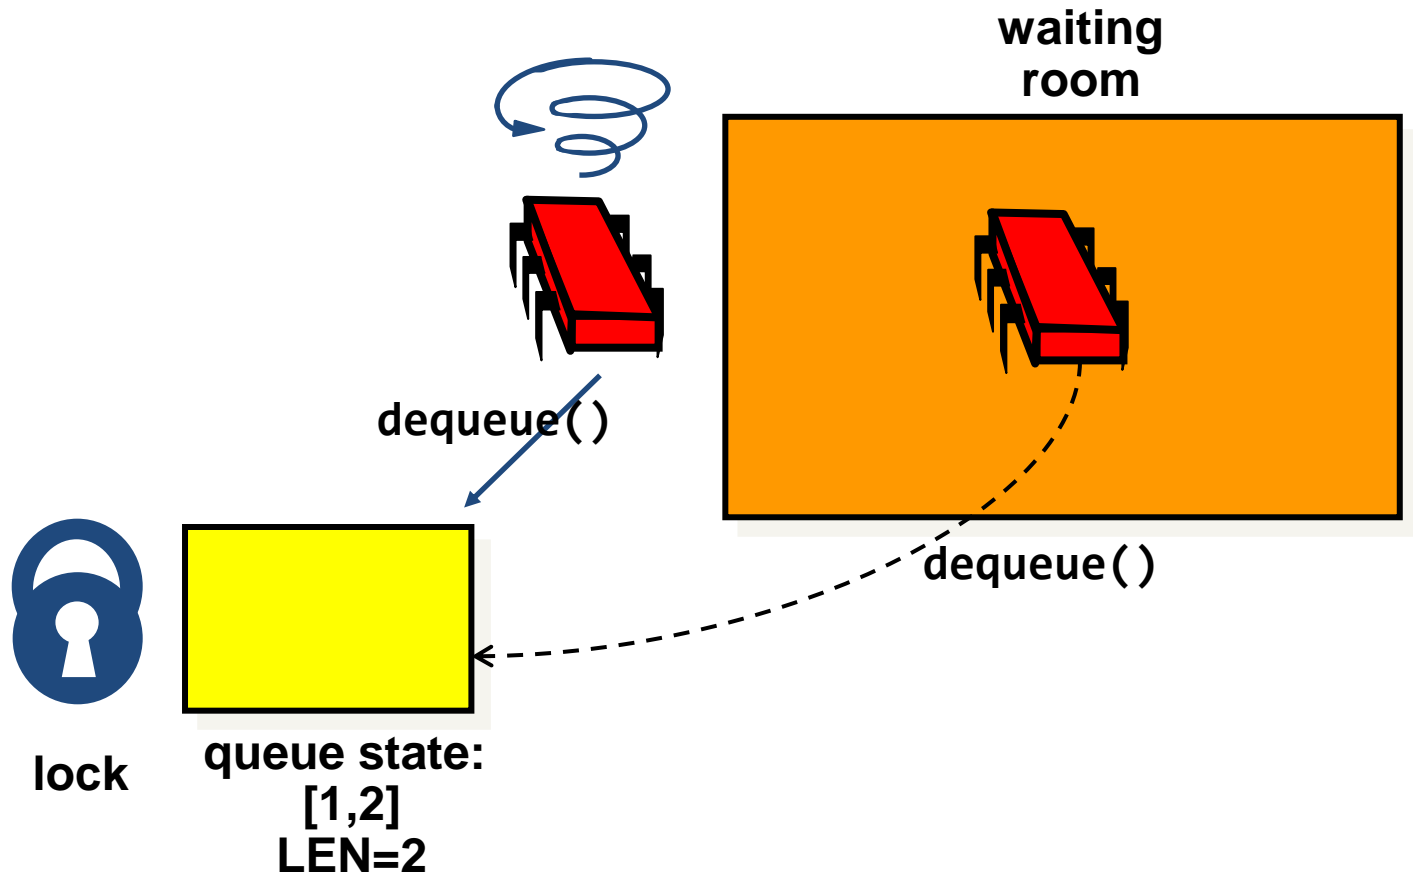 waiting
room
dequeue()
dequeue()
lock
queue state:
[1,2]
LEN=2